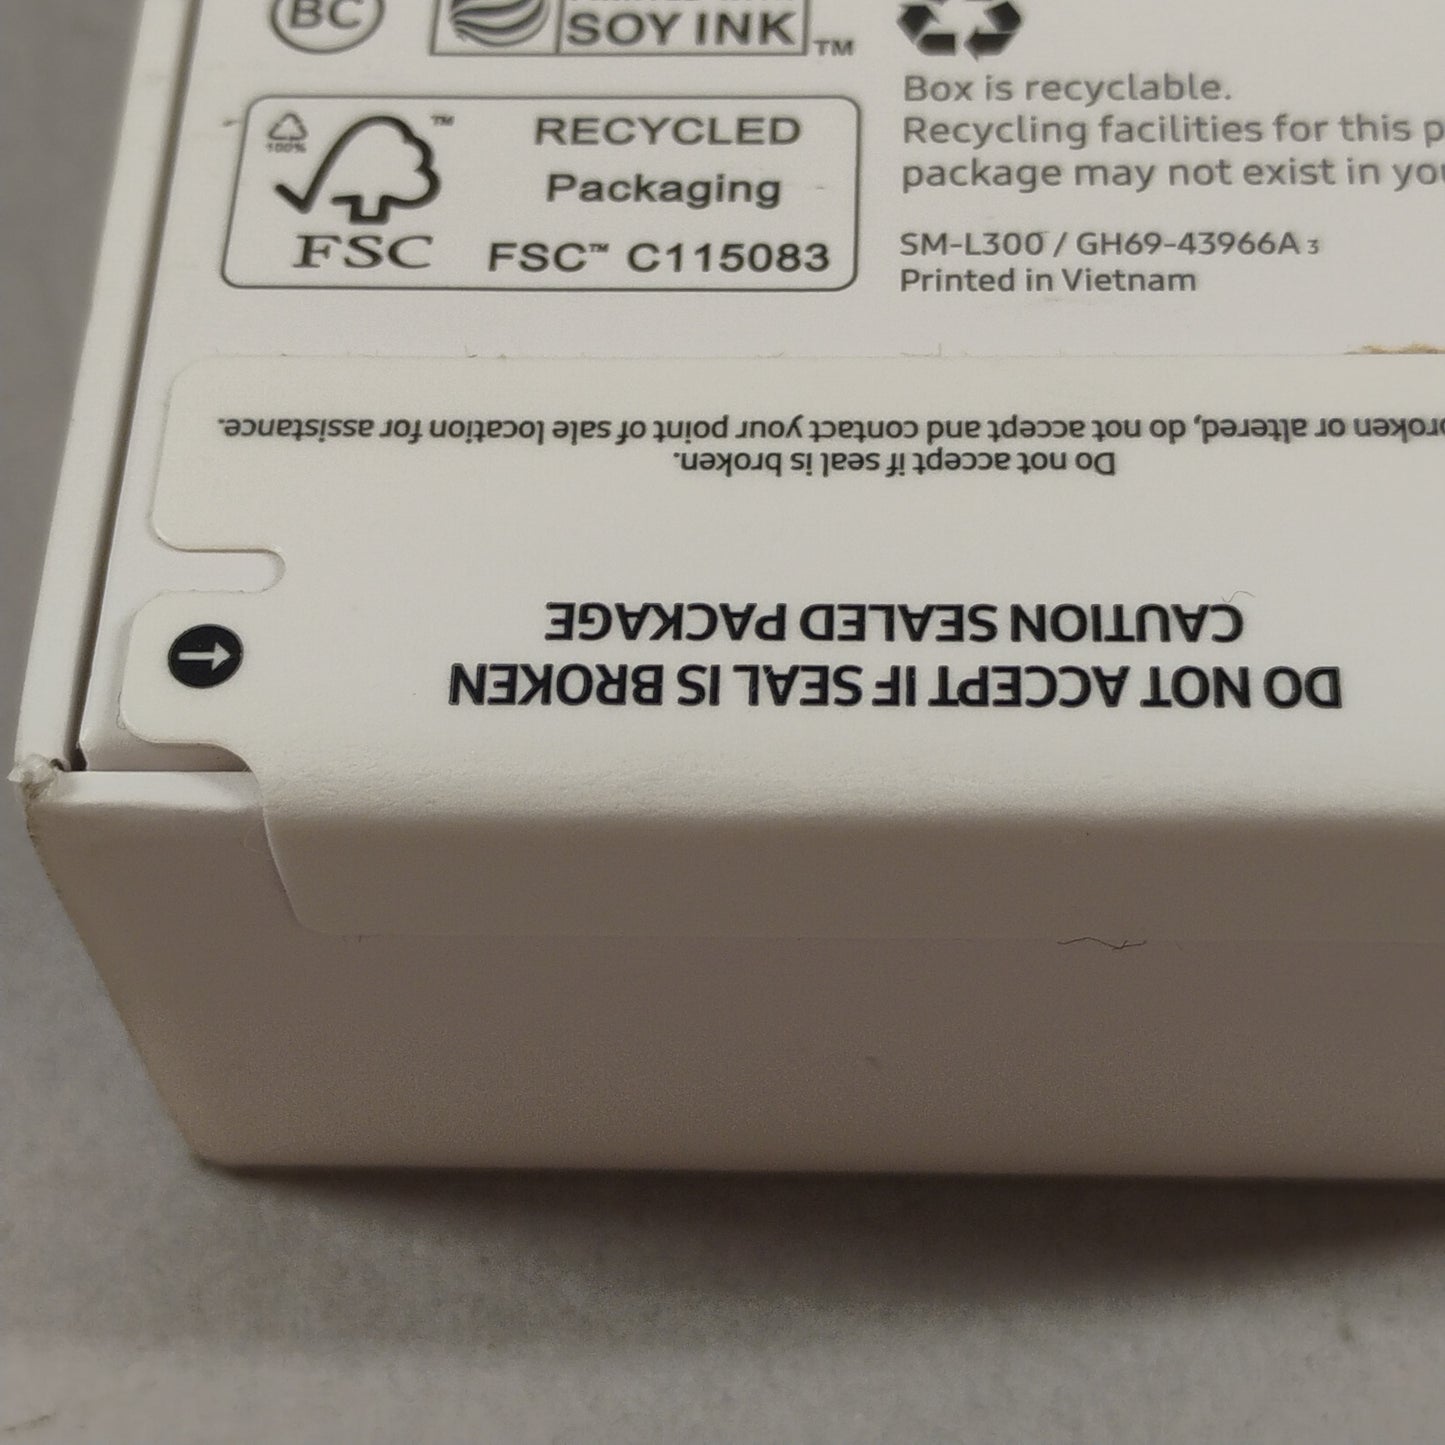 BC
SOY INK TM
100%
TM
FSC
RECYCLED
Packaging
FSC™ C115083
Box is recyclable.
Recycling facilities for this
package may not exist in
SM-L300 / GH69-43966A 3
Printed in Vietnam
Do not accept if seal is broken.
or altered, do not accept and contact your point of sale location for assistance.
DO NOT ACCEPT IF SEAL IS BROKEN
CAUTION SEALED PACKAGE